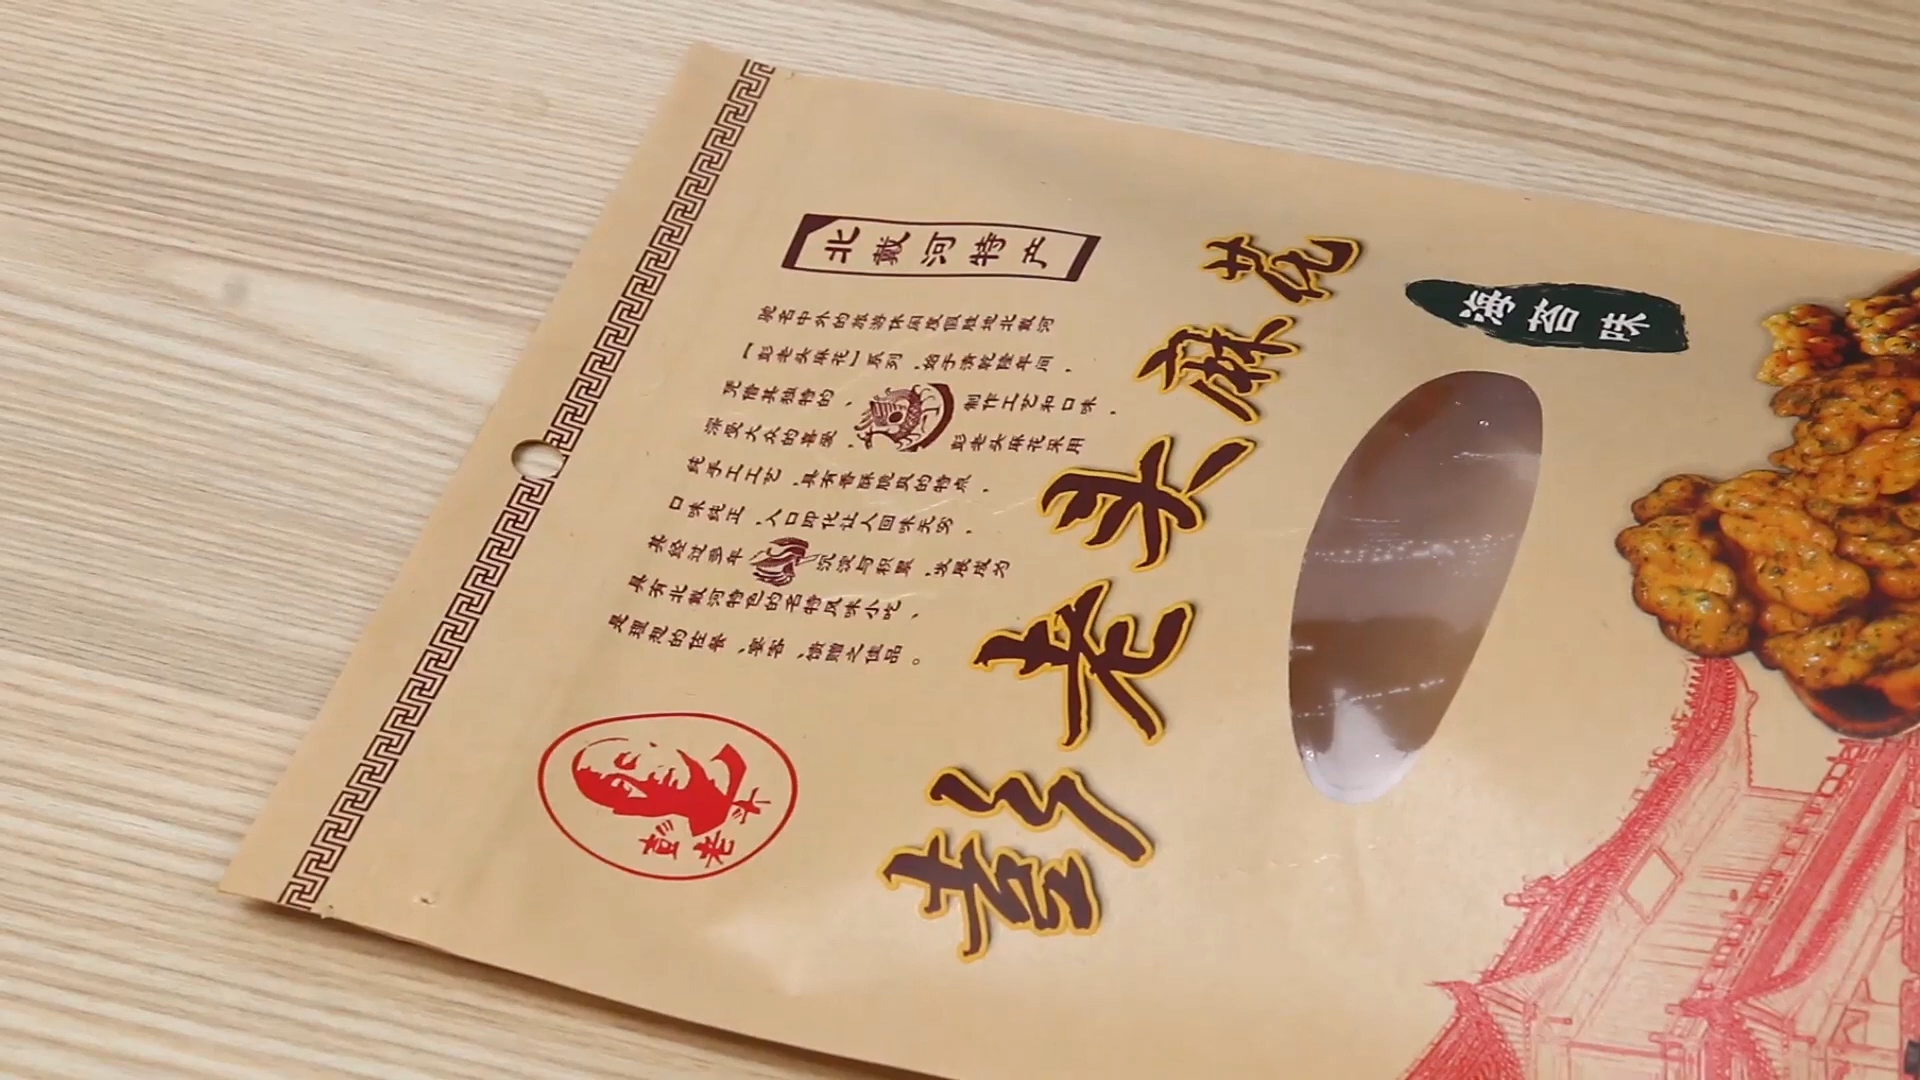 北戴河特产
驰名中外的旅游休闲度假胜地北戴河
【彭老头麻花】系列，始于清乾隆年间，
凭借其独特的、制作工艺和口味，
深受大众的喜爱，彭老头麻花采用
纯手工工艺，具有香酥脆爽的特点，
口味纯正，入口即化让人回味无穷，
其经过多年沉淀与积累，发展成为
具有北戴河特色的名特风味小吃，
是理想的佐餐、宴客、馈赠之佳品。
彭老头
彭老头麻花
海苔味